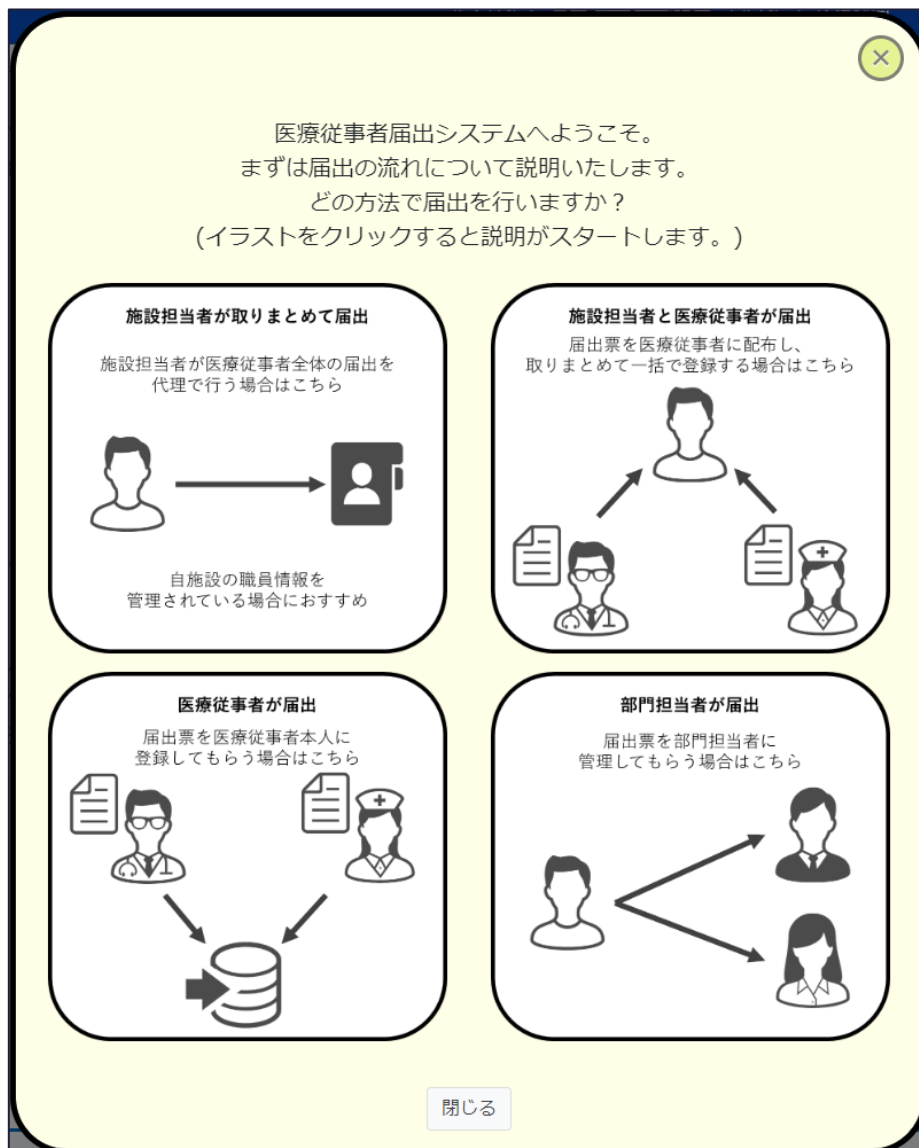 医療従事者届出システムへようこそ。
まずは届出の流れについて説明いたします。
どの方法で届出を行いますか？
(イラストをクリックすると説明がスタートします。)
施設担当者が取りまとめて届出
施設担当者が医療従事者全体の届出を
代理で行う場合はこちら
自施設の職員情報を
管理されている場合におすすめ
施設担当者と医療従事者が届出
届出票を医療従事者に配布し、
取りまとめて一括で登録する場合はこちら
医療従事者が届出
届出票を医療従事者本人に
登録してもらう場合はこちら
部門担当者が届出
届出票を部門担当者に
管理してもらう場合はこちら
閉じる